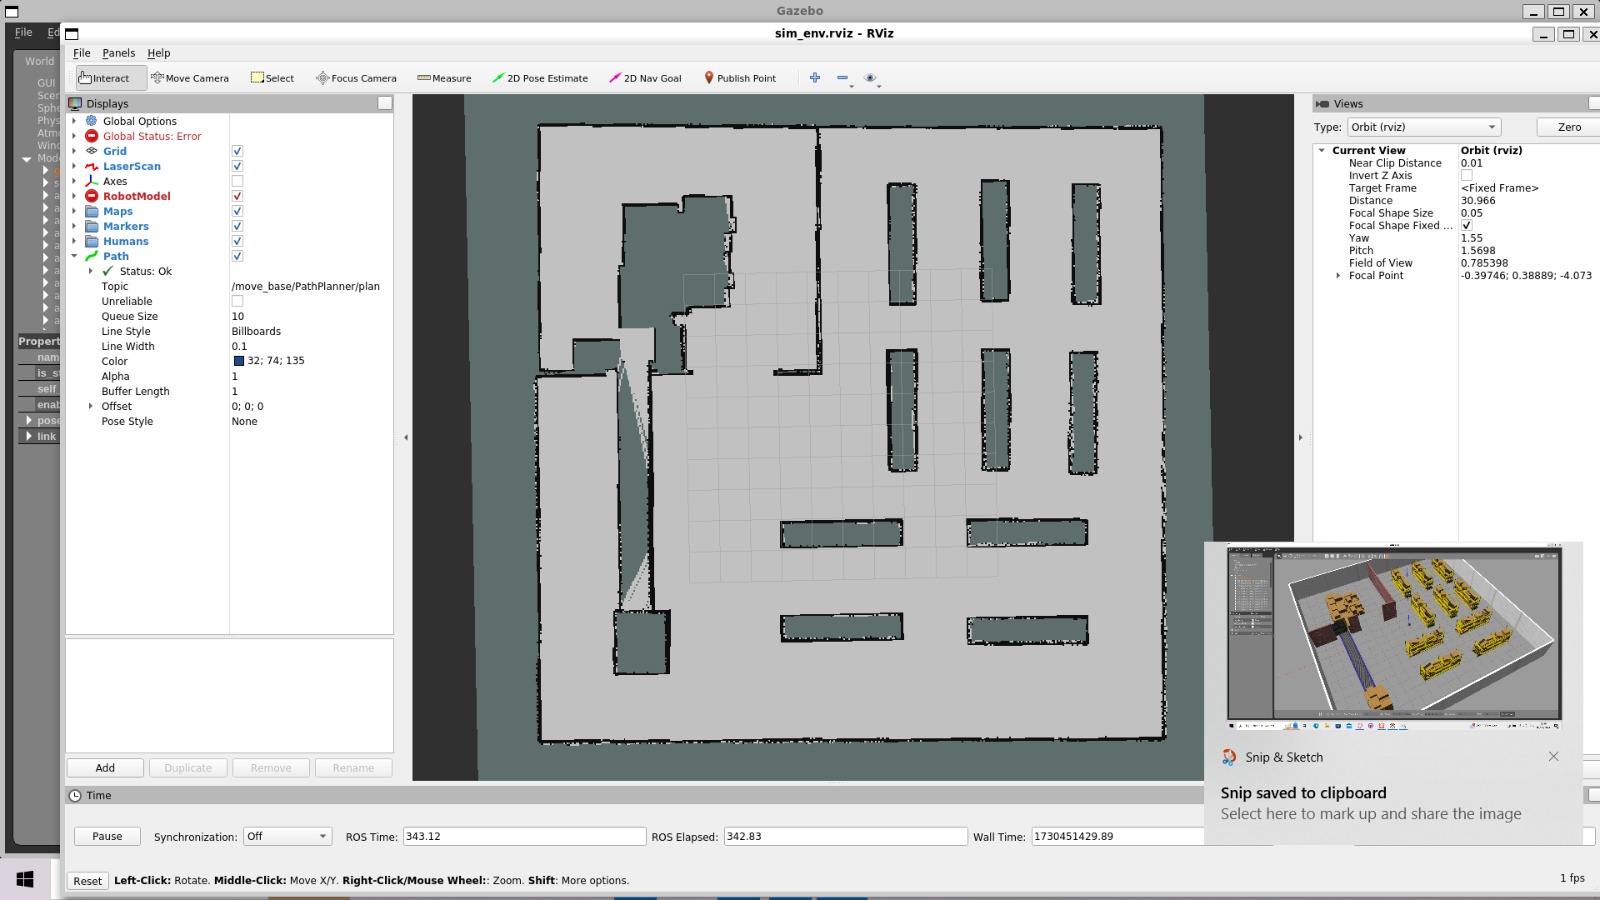 Gazebo
File
sim_env.rviz - RViz
File Panels Help
Interact Move Camera Select Focus Camera Measure 2D Pose Estimate 2D Nav Goal Publish Point
World
GUI
Displays
Global Options
Global Status: Error
Grid
LaserScan
Axes
RobotModel
Maps
Markers
Humans
Path
Status: Ok
Topic /move_base/PathPlanner/plan
Unreliable
Queue Size 10
Line Style Billboards
Line Width 0.1
Color 32; 74; 135
Alpha 1
Buffer Length 1
Offset 0; 0; 0
Pose Style None
Propert
nam
is_st
self
enab
pose
link
Add Duplicate Remove Rename
Views
Type: Orbit (rviz) Zero
Current View Orbit (rviz)
Near Clip Distance 0.01
Invert Z Axis
Target Frame <Fixed Frame>
Distance 30.966
Focal Shape Size 0.05
Focal Shape Fixed ...
Yaw 1.55
Pitch 1.5698
Field of View 0.785398
Focal Point -0.39746; 0.38889; -4.073
Snip & Sketch
Snip saved to clipboard
Select here to mark up and share the image
Time
Pause Synchronization: Off ROS Time: 343.12 ROS Elapsed: 342.83 Wall Time: 1730451429.89
Reset Left-Click: Rotate. Middle-Click: Move X/Y. Right-Click/Mouse Wheel:: Zoom. Shift: More options. 1 fps